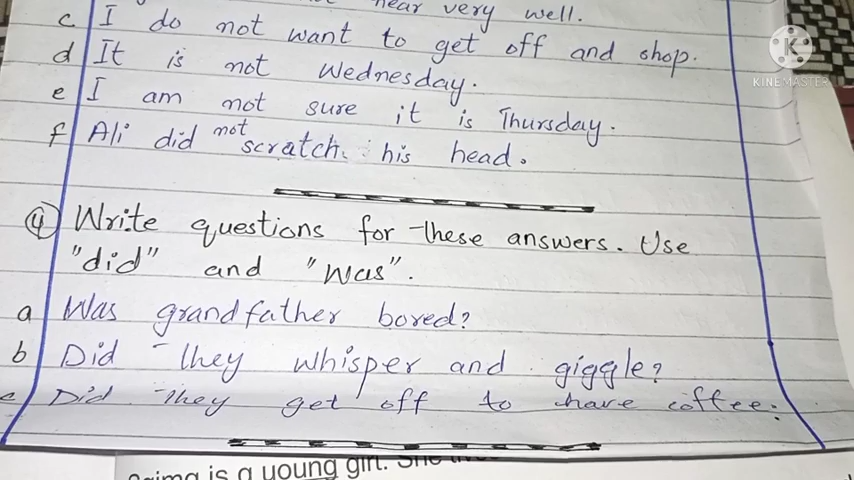 hear very well.
c I do not want to get off and shop.
d It is not Wednesday.
e I am not sure it is Thursday.
f Ali did not scratch his head.
④ Write questions for these answers. Use
"did" and "was".
a Was grandfather bored?
b Did they whisper and giggle?
c Did they get off to have coffee?
is a young girl. She
KINEMASTER